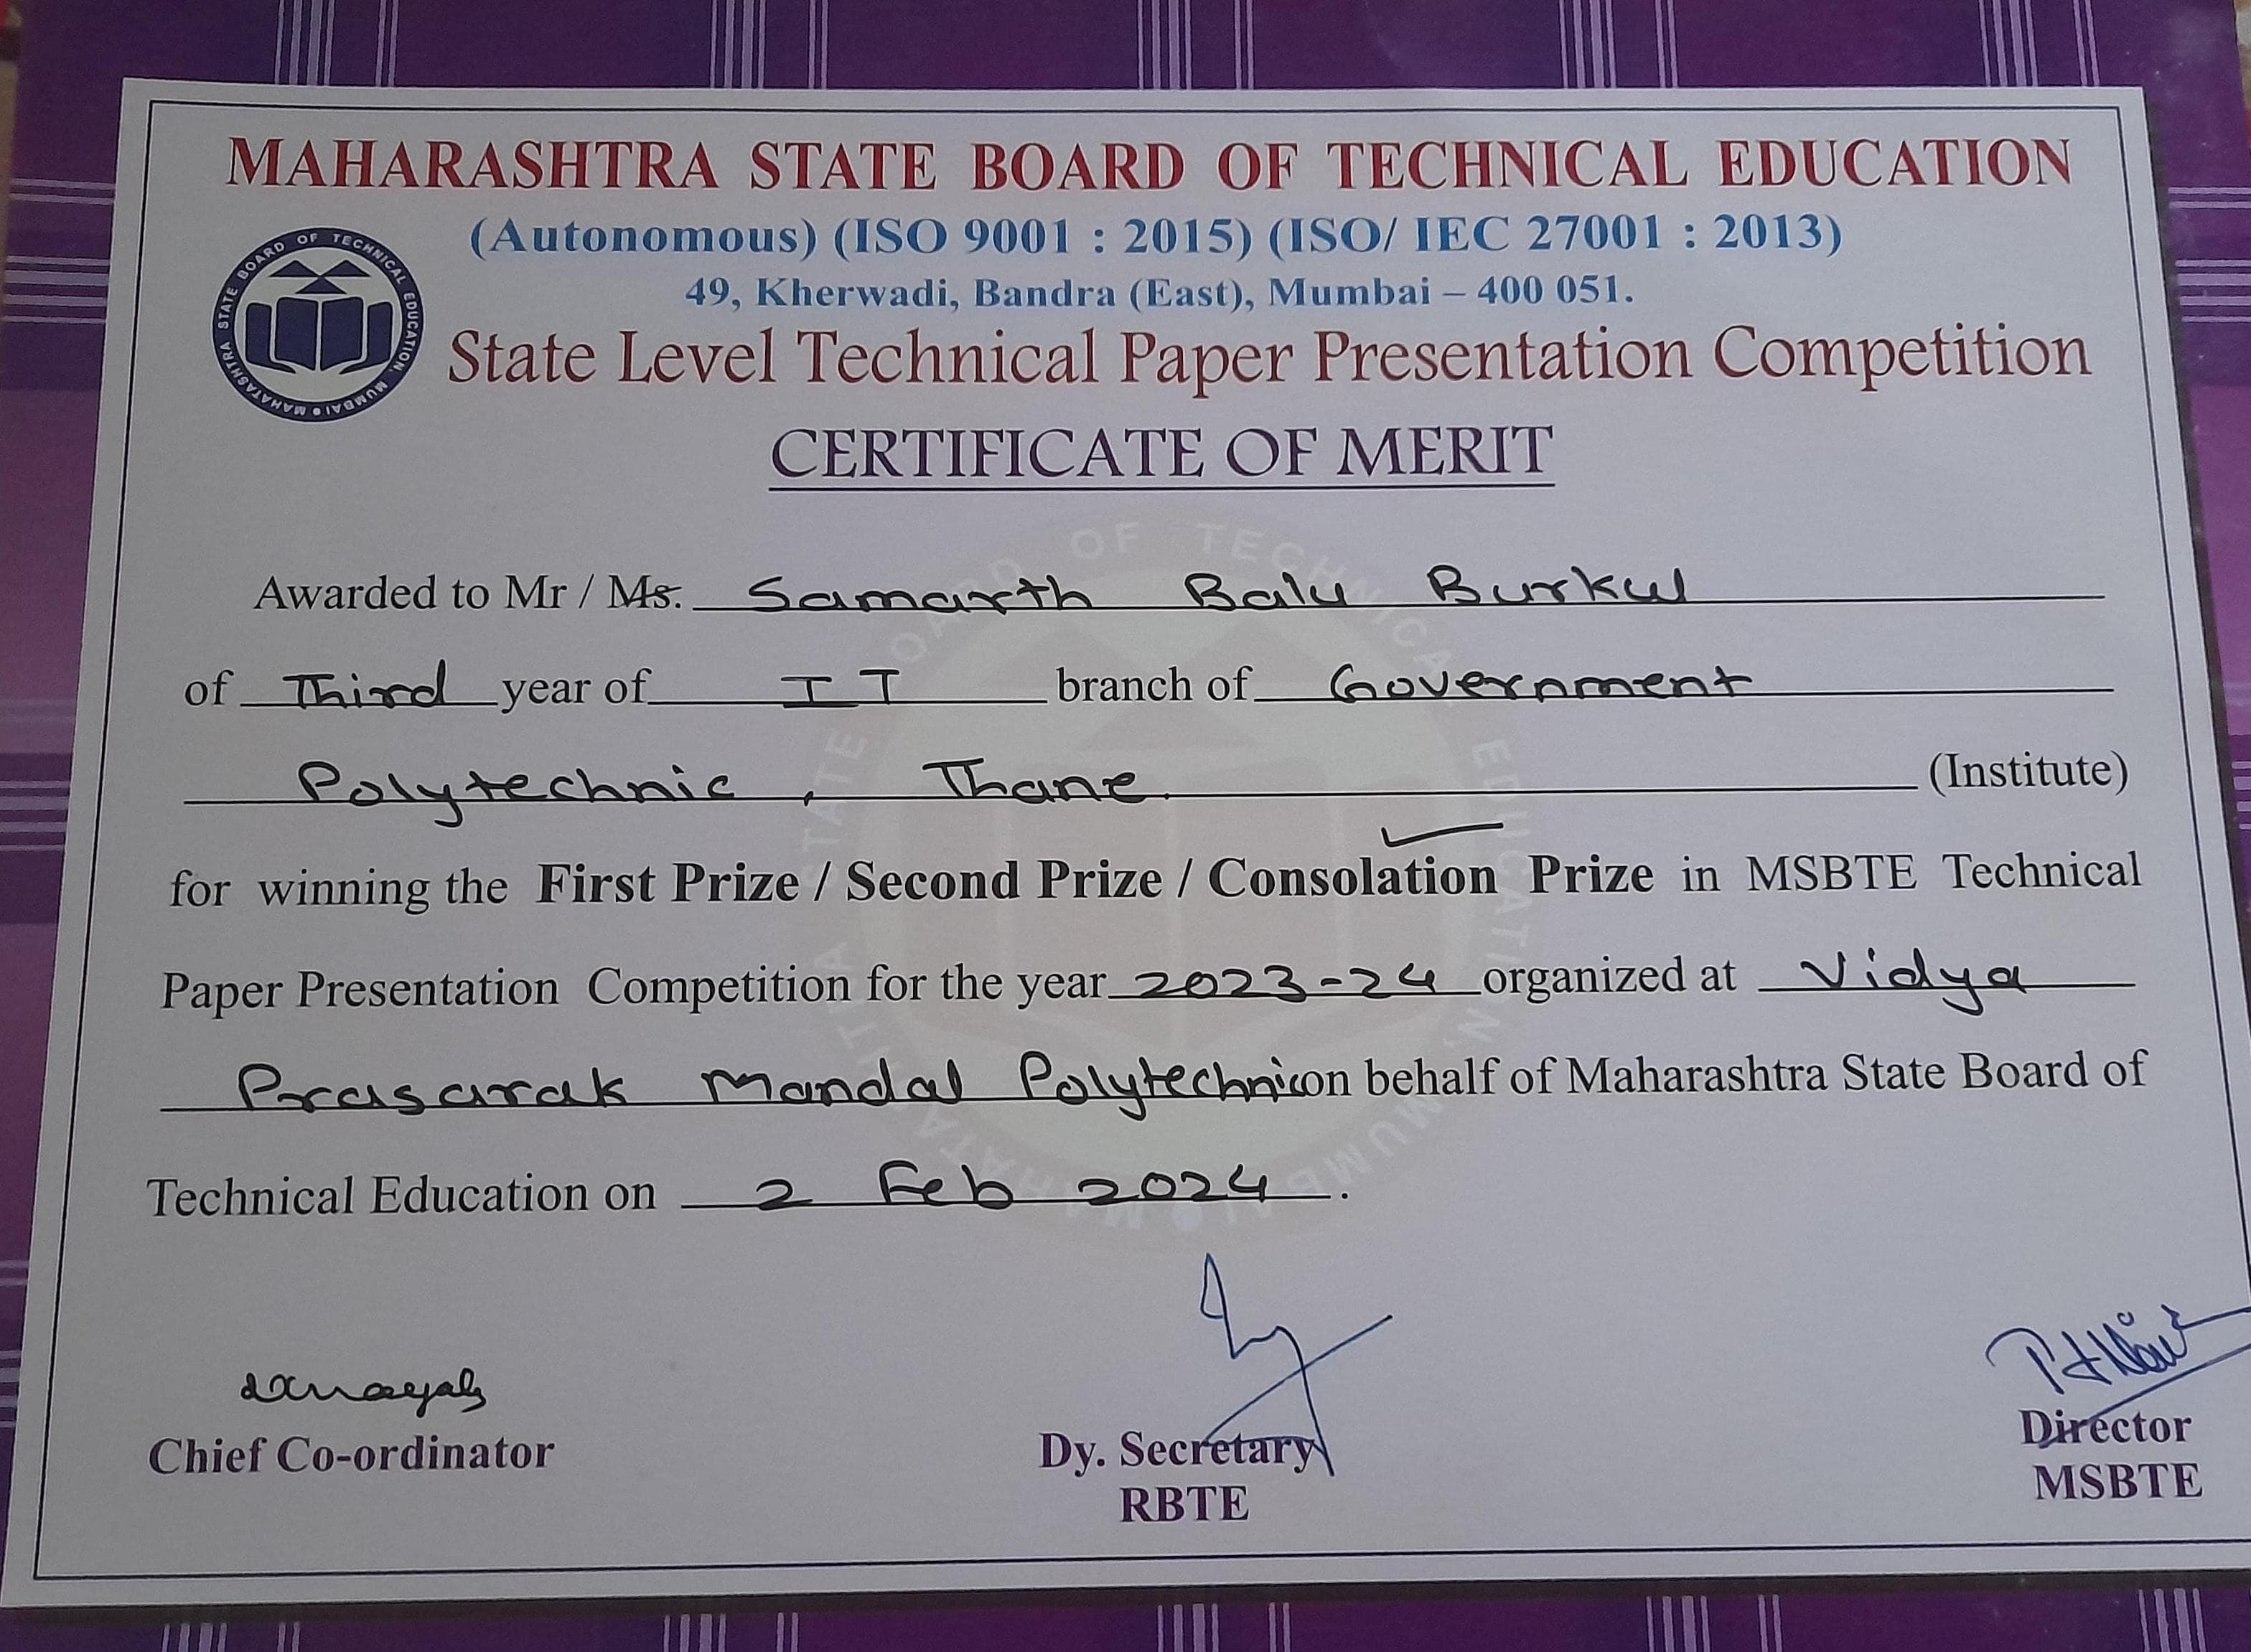 MAHARASHTRA STATE BOARD OF TECHNICAL EDUCATION
(Autonomous) (ISO 9001 : 2015) (ISO/ IEC 27001 : 2013)
49, Kherwadi, Bandra (East), Mumbai – 400 051.
MAHARASHTRA STATE BOARD OF TECHNICAL EDUCATION, MUMBAI
State Level Technical Paper Presentation Competition
CERTIFICATE OF MERIT
Awarded to Mr / Ms. Samarth Balu Burkul
of Third year of IT branch of Government
Polytechnic, Thane. (Institute)
for winning the First Prize / Second Prize / Consolation Prize in MSBTE Technical
Paper Presentation Competition for the year 2023-24 organized at Vidya
Prasarak Mandal Polytechnic on behalf of Maharashtra State Board of
Technical Education on 2 Feb 2024.
Chief Co-ordinator
Dy. Secretary
RBTE
Director
MSBTE